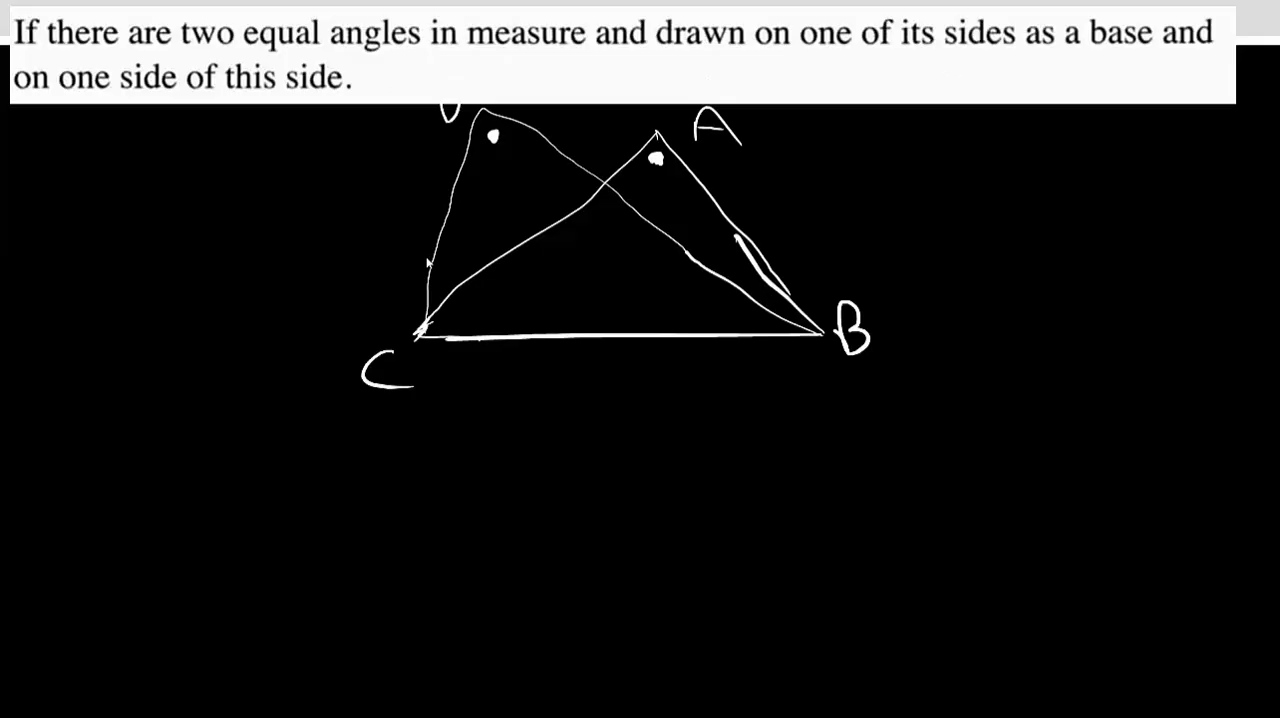 If there are two equal angles in measure and drawn on one of its sides as a base and
on one side of this side.
A
B
C